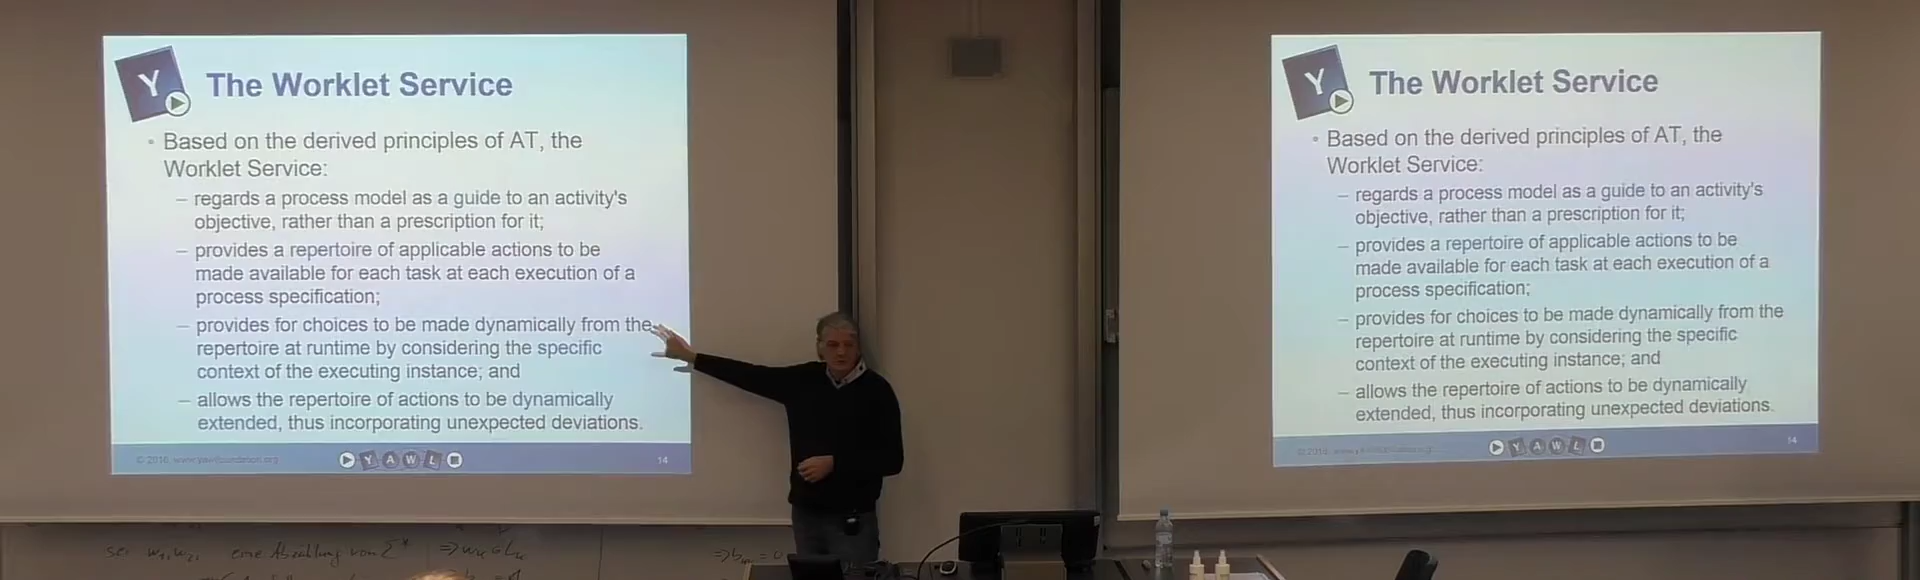 Y
The Worklet Service
• Based on the derived principles of AT, the
Worklet Service:
– regards a process model as a guide to an activity's
objective, rather than a prescription for it;
– provides a repertoire of applicable actions to be
made available for each task at each execution of a
process specification;
– provides for choices to be made dynamically from the
repertoire at runtime by considering the specific
context of the executing instance; and
– allows the repertoire of actions to be dynamically
extended, thus incorporating unexpected deviations.
YAWL
14
Y
The Worklet Service
• Based on the derived principles of AT, the
Worklet Service:
– regards a process model as a guide to an activity's
objective, rather than a prescription for it;
– provides a repertoire of applicable actions to be
made available for each task at each execution of a
process specification;
– provides for choices to be made dynamically from the
repertoire at runtime by considering the specific
context of the executing instance; and
– allows the repertoire of actions to be dynamically
extended, thus incorporating unexpected deviations.
YAWL
14
eine Abzählung von Σ*